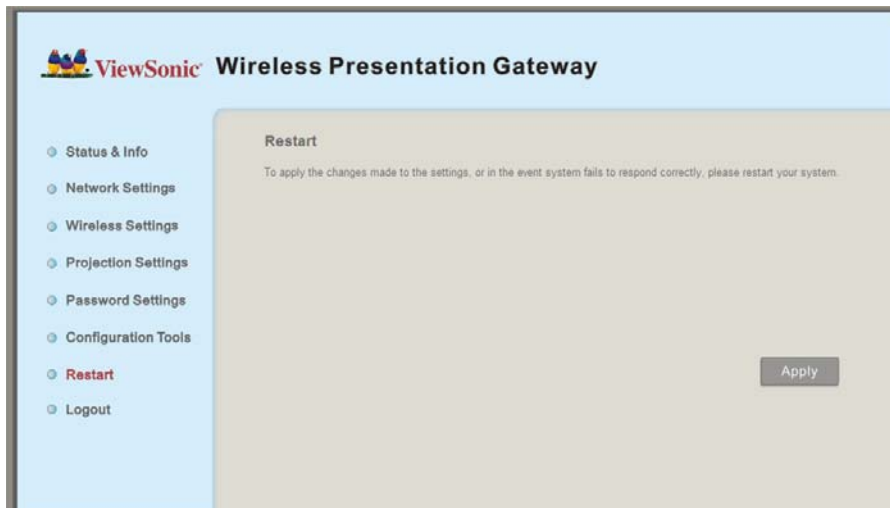 ViewSonic Wireless Presentation Gateway
Status & Info
Network Settings
Wireless Settings
Projection Settings
Password Settings
Configuration Tools
Restart
Logout
Restart
To apply the changes made to the settings, or in the event system fails to respond correctly, please restart your system.
Apply